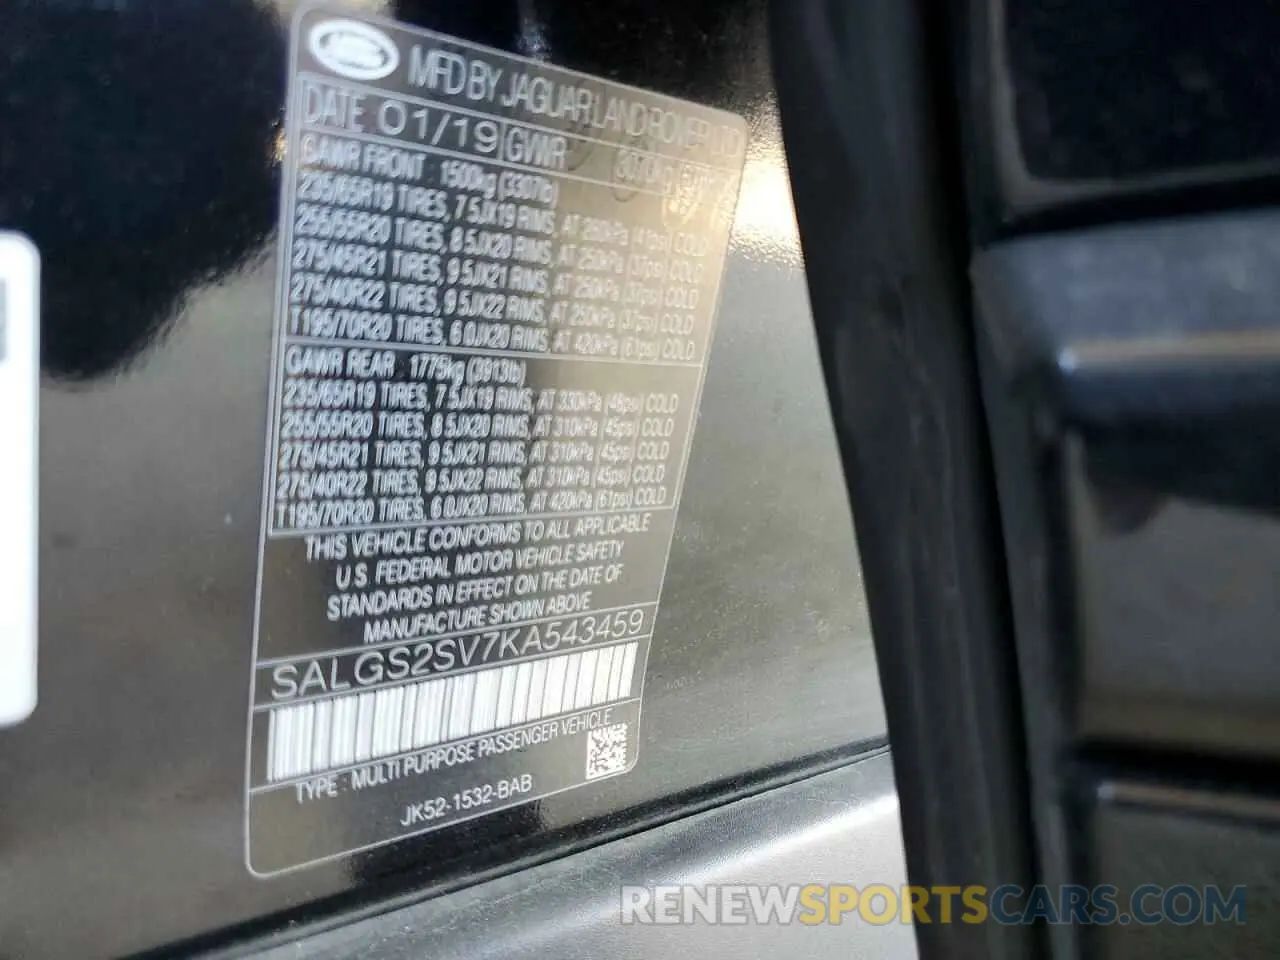 MFD BY JAGUAR LAND ROVER LTD
DATE 01/19 GVWR 3070kg
GAWR FRONT : 1500kg (3307lb)
235/65R19 TIRES, 7.5JX19 RIMS, AT 280kPa (41psi) COLD
255/55R20 TIRES, 8.5JX20 RIMS, AT 250kPa (37psi) COLD
275/45R21 TIRES, 9.5JX21 RIMS, AT 250kPa (37psi) COLD
275/40R22 TIRES, 9.5JX22 RIMS, AT 250kPa (37psi) COLD
T195/70R20 TIRES, 6.0JX20 RIMS, AT 420kPa (61psi) COLD
GAWR REAR : 1775kg (3913lb)
235/65R19 TIRES, 7.5JX19 RIMS, AT 330kPa (48psi) COLD
255/55R20 TIRES, 8.5JX20 RIMS, AT 310kPa (45psi) COLD
275/45R21 TIRES, 9.5JX21 RIMS, AT 310kPa (45psi) COLD
275/40R22 TIRES, 9.5JX22 RIMS, AT 310kPa (45psi) COLD
T195/70R20 TIRES, 6.0JX20 RIMS, AT 420kPa (61psi) COLD
THIS VEHICLE CONFORMS TO ALL APPLICABLE
U.S. FEDERAL MOTOR VEHICLE SAFETY
STANDARDS IN EFFECT ON THE DATE OF
MANUFACTURE SHOWN ABOVE
SALGS2SV7KA543459
TYPE : MULTI PURPOSE PASSENGER VEHICLE
JK52-1532-BAB
RENEWSPORTSCARS.COM